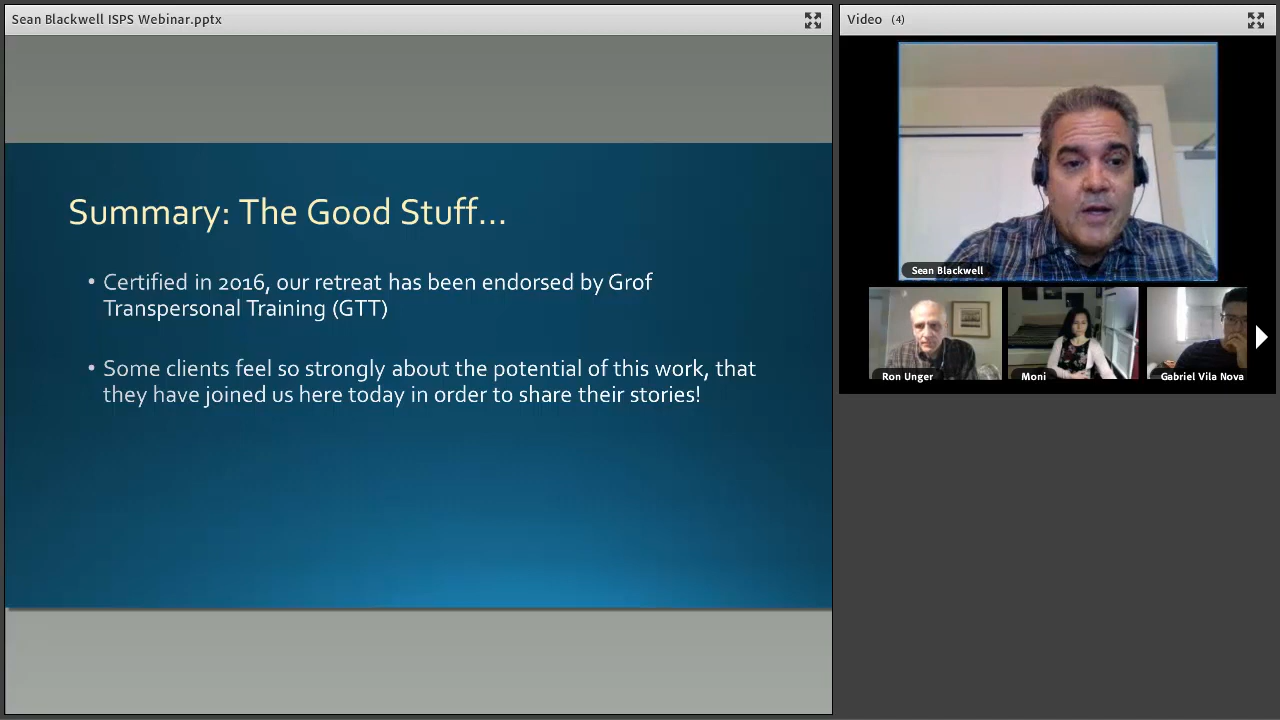 Sean Blackwell ISPS Webinar.pptx
Video (4)
Summary: The Good Stuff...
• Certified in 2016, our retreat has been endorsed by Grof
Transpersonal Training (GTT)
• Some clients feel so strongly about the potential of this work, that
they have joined us here today in order to share their stories!
Sean Blackwell
Ron Unger
Moni
Gabriel Vila Nova